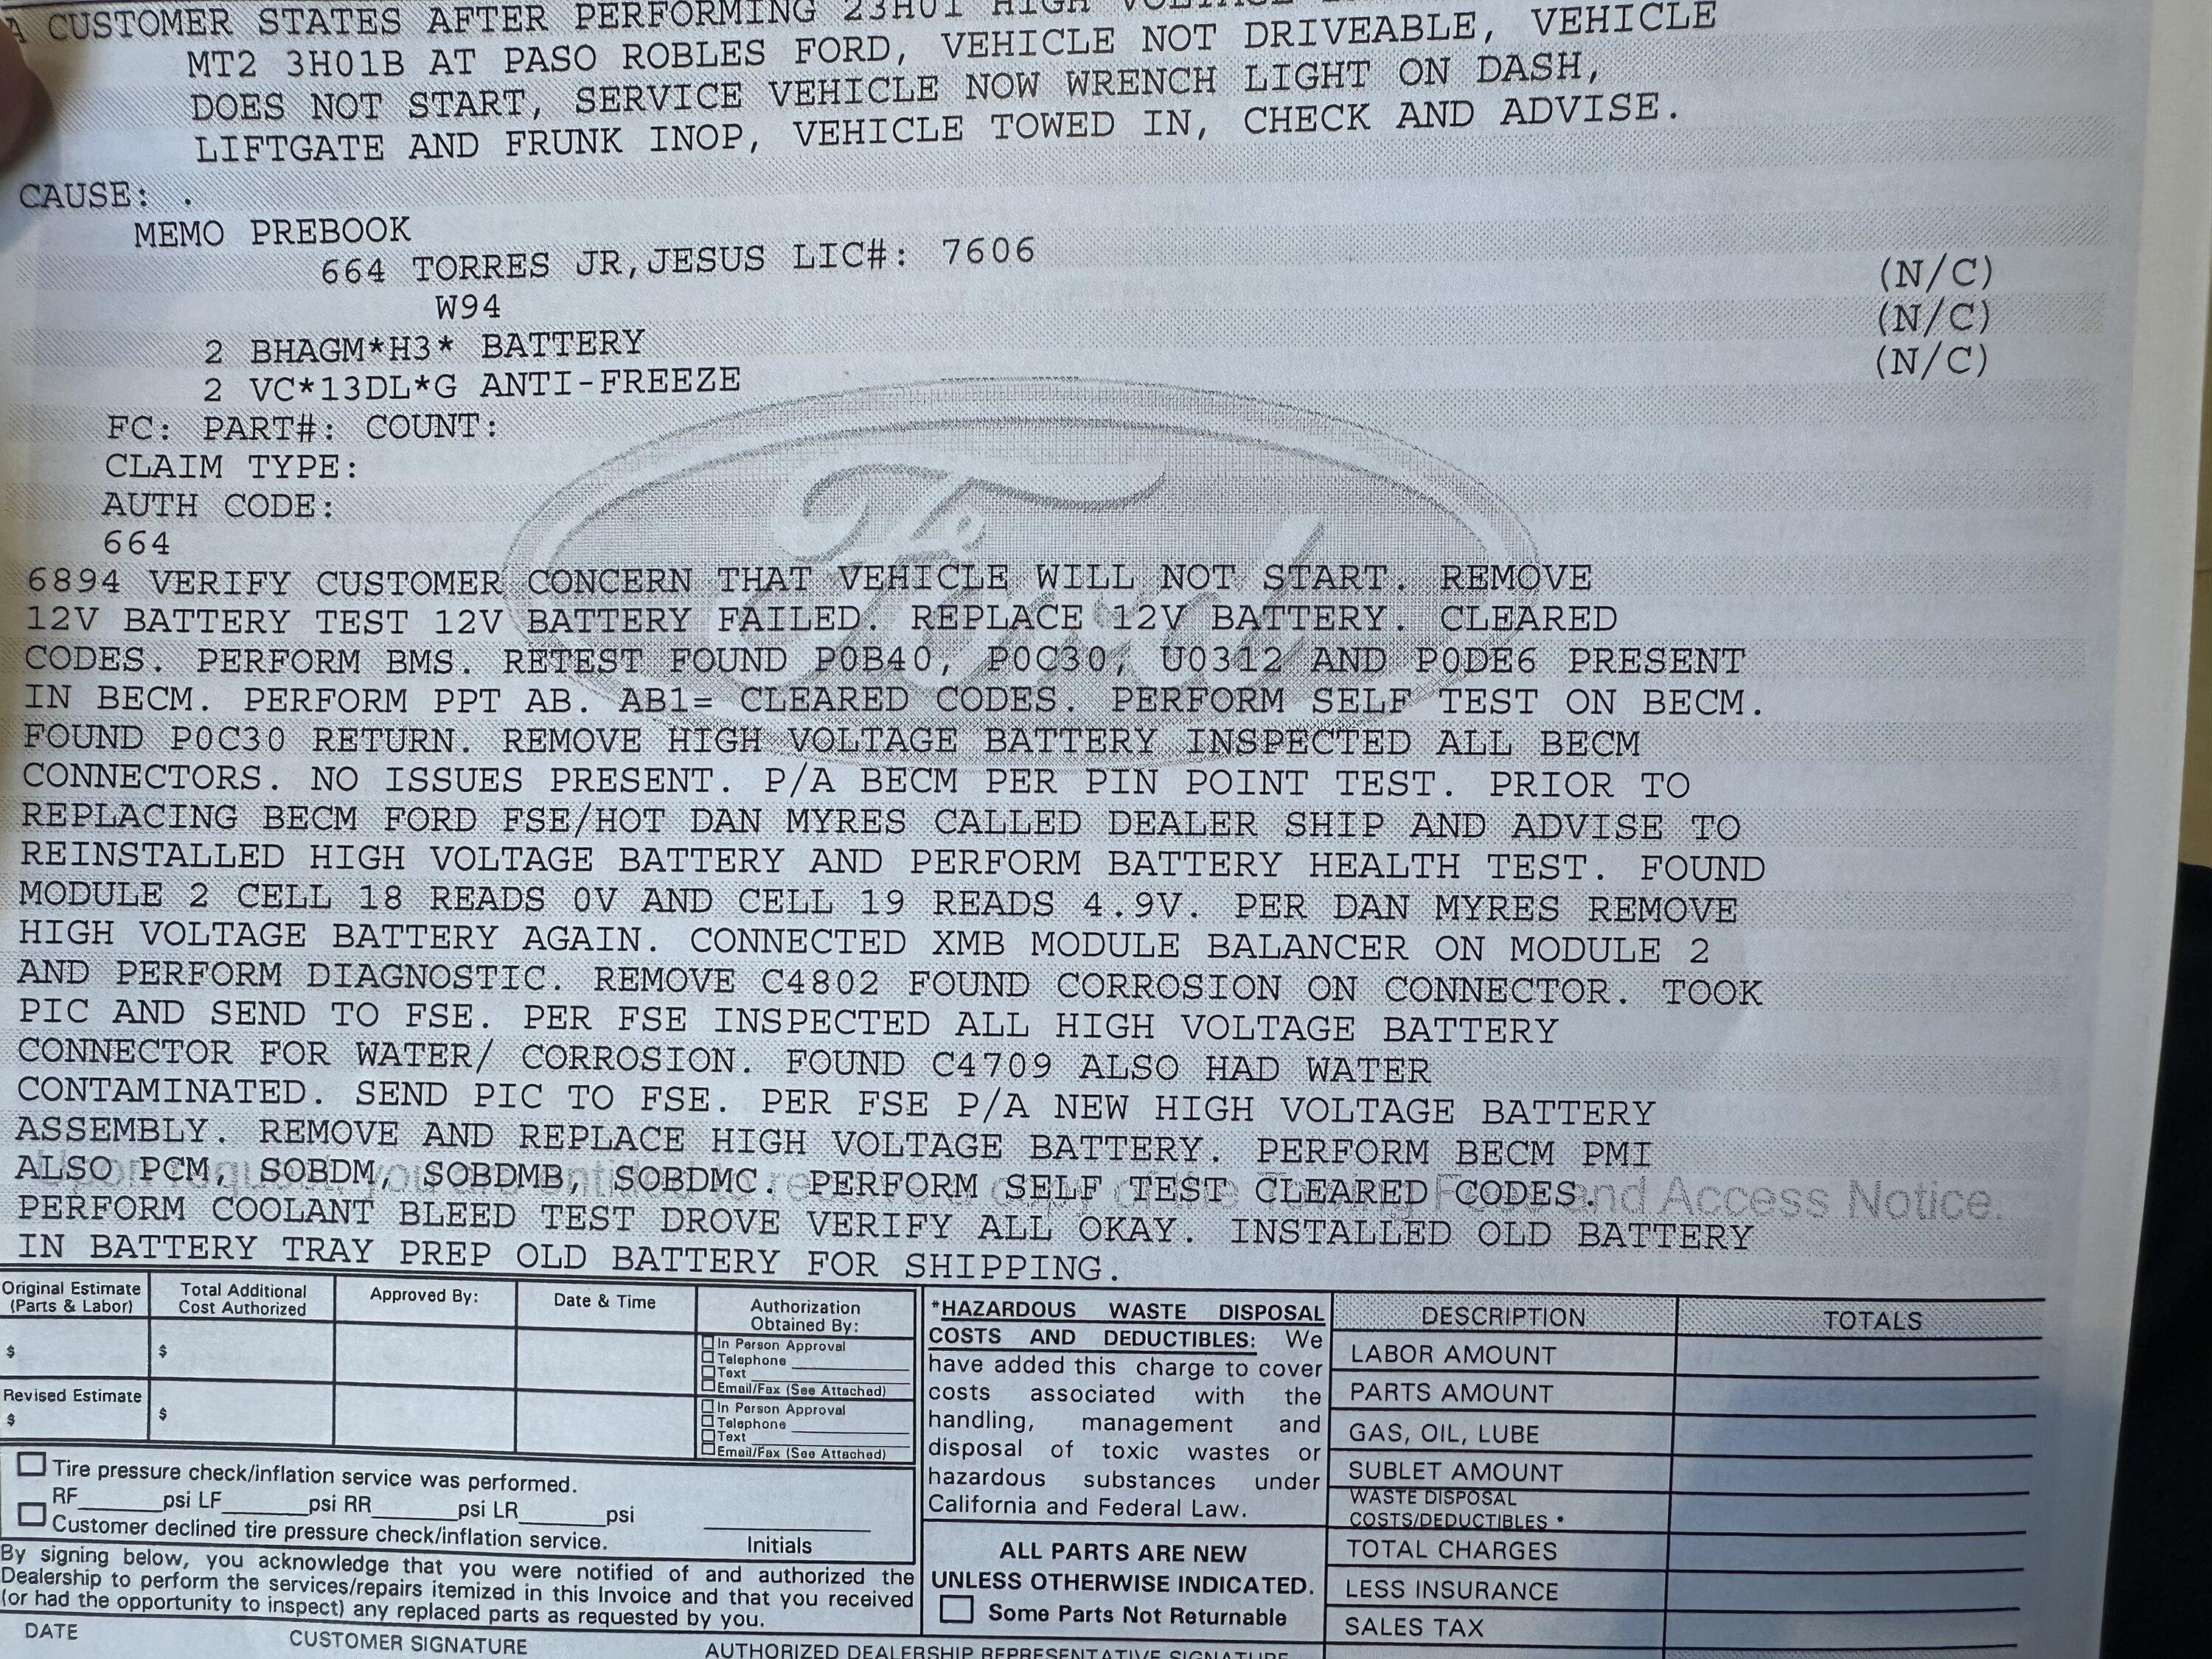 A CUSTOMER STATES AFTER PERFORMING 23H01 HIGH VOLTAGE
MT2 3H01B AT PASO ROBLES FORD, VEHICLE NOT DRIVEABLE, VEHICLE
DOES NOT START, SERVICE VEHICLE NOW WRENCH LIGHT ON DASH,
LIFTGATE AND FRUNK INOP, VEHICLE TOWED IN, CHECK AND ADVISE.
CAUSE: .
MEMO PREBOOK
664 TORRES JR,JESUS LIC#: 7606
W94 (N/C)
2 BHAGM*H3* BATTERY (N/C)
2 VC*13DL*G ANTI-FREEZE (N/C)
FC: PART#: COUNT:
CLAIM TYPE:
AUTH CODE:
664
6894 VERIFY CUSTOMER CONCERN THAT VEHICLE WILL NOT START. REMOVE
12V BATTERY TEST 12V BATTERY FAILED. REPLACE 12V BATTERY. CLEARED
CODES. PERFORM BMS. RETEST FOUND P0B40, P0C30, U0312 AND P0DE6 PRESENT
IN BECM. PERFORM PPT AB. AB1= CLEARED CODES. PERFORM SELF TEST ON BECM.
FOUND P0C30 RETURN. REMOVE HIGH VOLTAGE BATTERY INSPECTED ALL BECM
CONNECTORS. NO ISSUES PRESENT. P/A BECM PER PIN POINT TEST. PRIOR TO
REPLACING BECM FORD FSE/HOT DAN MYRES CALLED DEALER SHIP AND ADVISE TO
REINSTALLED HIGH VOLTAGE BATTERY AND PERFORM BATTERY HEALTH TEST. FOUND
MODULE 2 CELL 18 READS 0V AND CELL 19 READS 4.9V. PER DAN MYRES REMOVE
HIGH VOLTAGE BATTERY AGAIN. CONNECTED XMB MODULE BALANCER ON MODULE 2
AND PERFORM DIAGNOSTIC. REMOVE C4802 FOUND CORROSION ON CONNECTOR. TOOK
PIC AND SEND TO FSE. PER FSE INSPECTED ALL HIGH VOLTAGE BATTERY
CONNECTOR FOR WATER/ CORROSION. FOUND C4709 ALSO HAD WATER
CONTAMINATED. SEND PIC TO FSE. PER FSE P/A NEW HIGH VOLTAGE BATTERY
ASSEMBLY. REMOVE AND REPLACE HIGH VOLTAGE BATTERY. PERFORM BECM PMI
ALSO PCM, SOBDM, SOBDMB, SOBDMC. PERFORM SELF TEST CLEARED CODES.
and Access Notice.
PERFORM COOLANT BLEED TEST DROVE VERIFY ALL OKAY. INSTALLED OLD BATTERY
IN BATTERY TRAY PREP OLD BATTERY FOR SHIPPING.
Original Estimate
(Parts & Labor)
$
Revised Estimate
$
Total Additional
Cost Authorized
$
$
Approved By:
Date & Time
Authorization
Obtained By:
In Person Approval
Telephone
Text
Email/Fax (See Attached)
In Person Approval
Telephone
Text
Email/Fax (See Attached)
Tire pressure check/inflation service was performed.
RF______psi LF______psi RR______psi LR______psi
Customer declined tire pressure check/inflation service.
Initials
By signing below, you acknowledge that you were notified of and authorized the
Dealership to perform the services/repairs itemized in this Invoice and that you received
(or had the opportunity to inspect) any replaced parts as requested by you.
DATE CUSTOMER SIGNATURE AUTHORIZED DEALERSHIP REPRESENTATIVE SIGNATURE
*HAZARDOUS WASTE DISPOSAL
COSTS AND DEDUCTIBLES: We
have added this charge to cover
costs associated with the
handling, management and
disposal of toxic wastes or
hazardous substances under
California and Federal Law.
ALL PARTS ARE NEW
UNLESS OTHERWISE INDICATED.
Some Parts Not Returnable
DESCRIPTION TOTALS
LABOR AMOUNT
PARTS AMOUNT
GAS, OIL, LUBE
SUBLET AMOUNT
WASTE DISPOSAL
COSTS/DEDUCTIBLES *
TOTAL CHARGES
LESS INSURANCE
SALES TAX